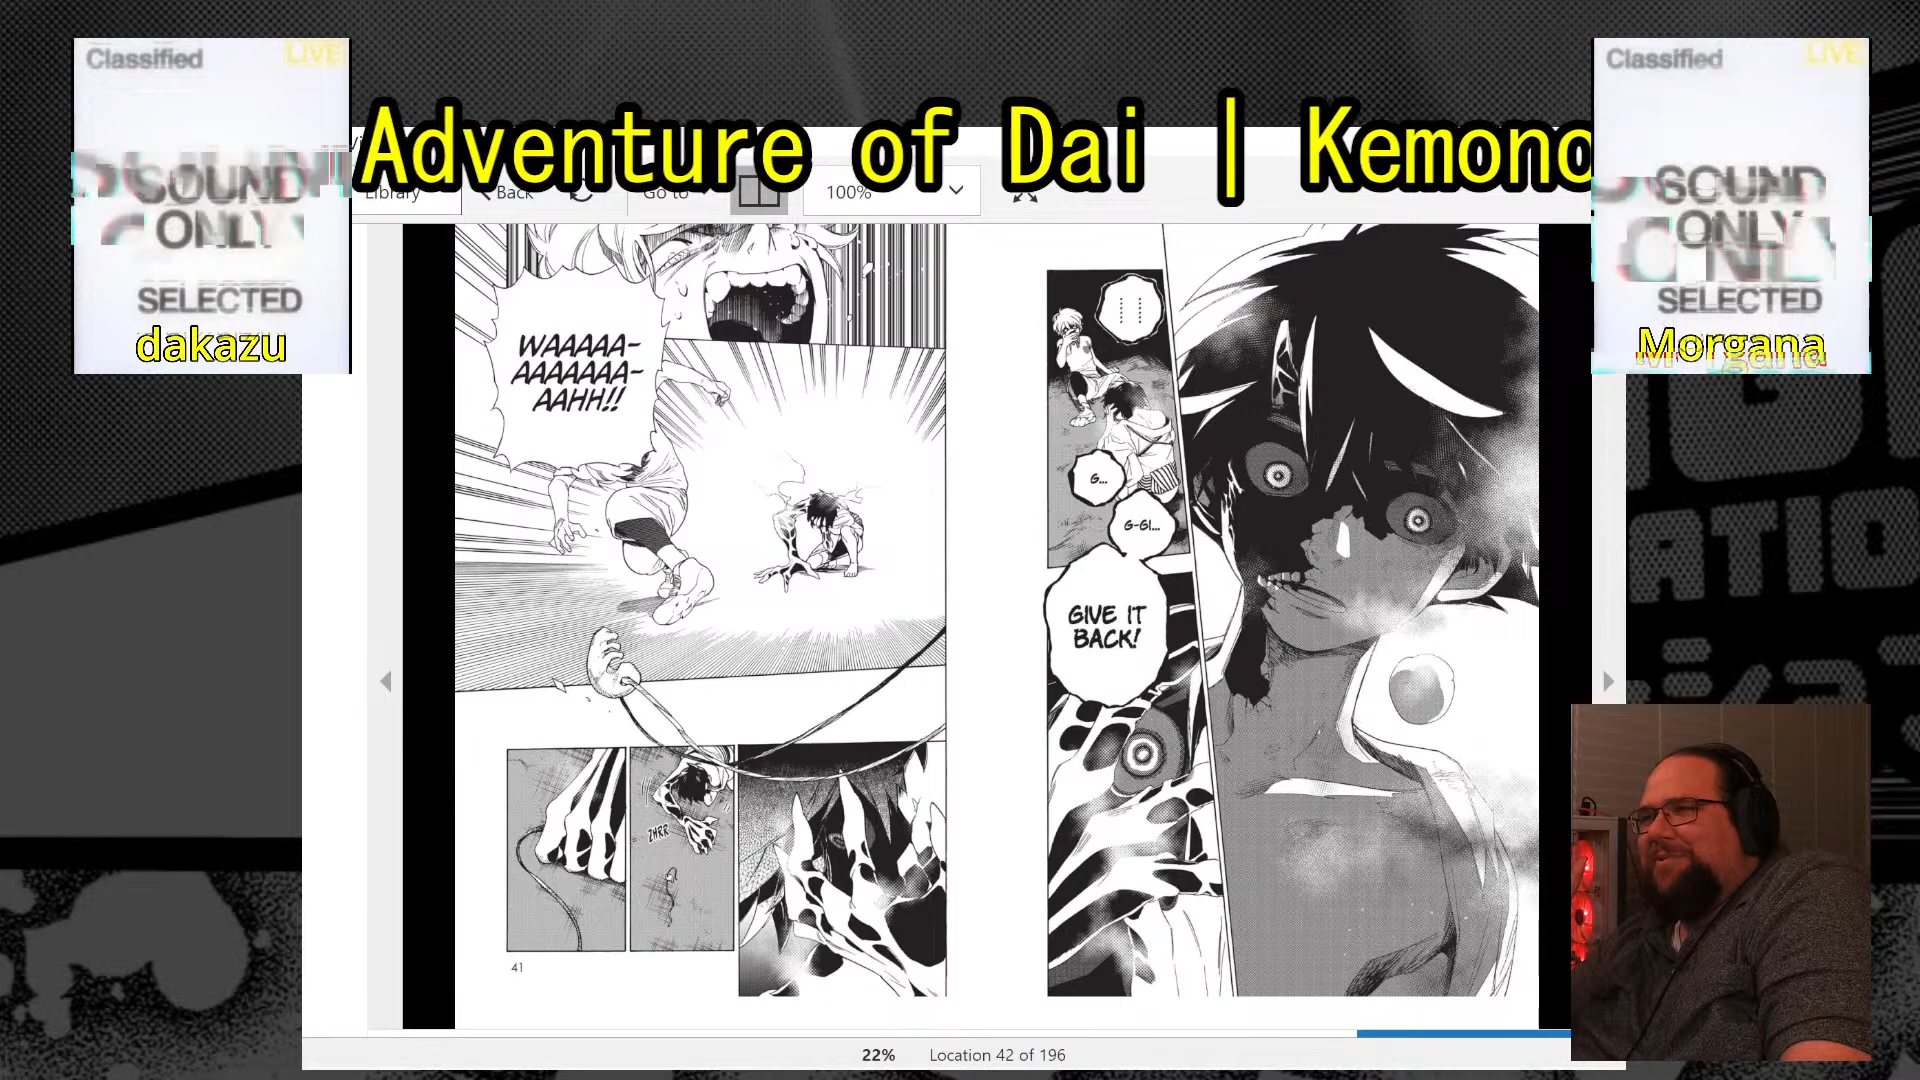 Classified LIVE
SOUND
ONLY
SELECTED
dakazu
Adventure of Dai | Kemono
Classified LIVE
SOUND
ONLY
SELECTED
Morgana
Library
Back
Go to
100%
WAAAAA-
AAAAAAA-
AAHH!!
G...
G-GI...
GIVE IT
BACK!
ZHRR
41
22% Location 42 of 196